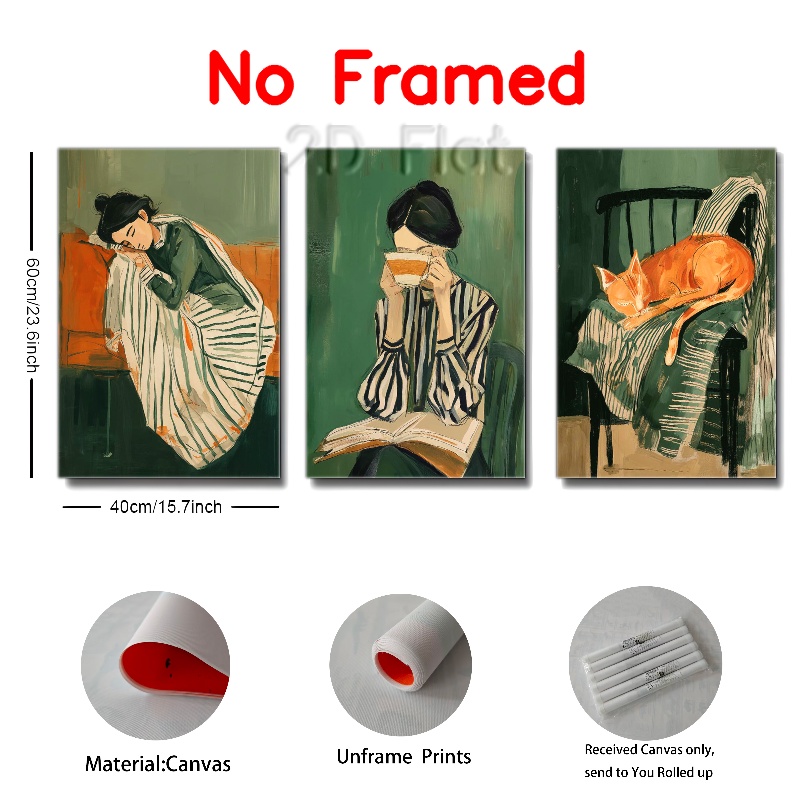 No Framed
2D Flat
60cm/23.6inch
40cm/15.7inch
Material:Canvas
Unframe Prints
Received Canvas only,
send to You Rolled up